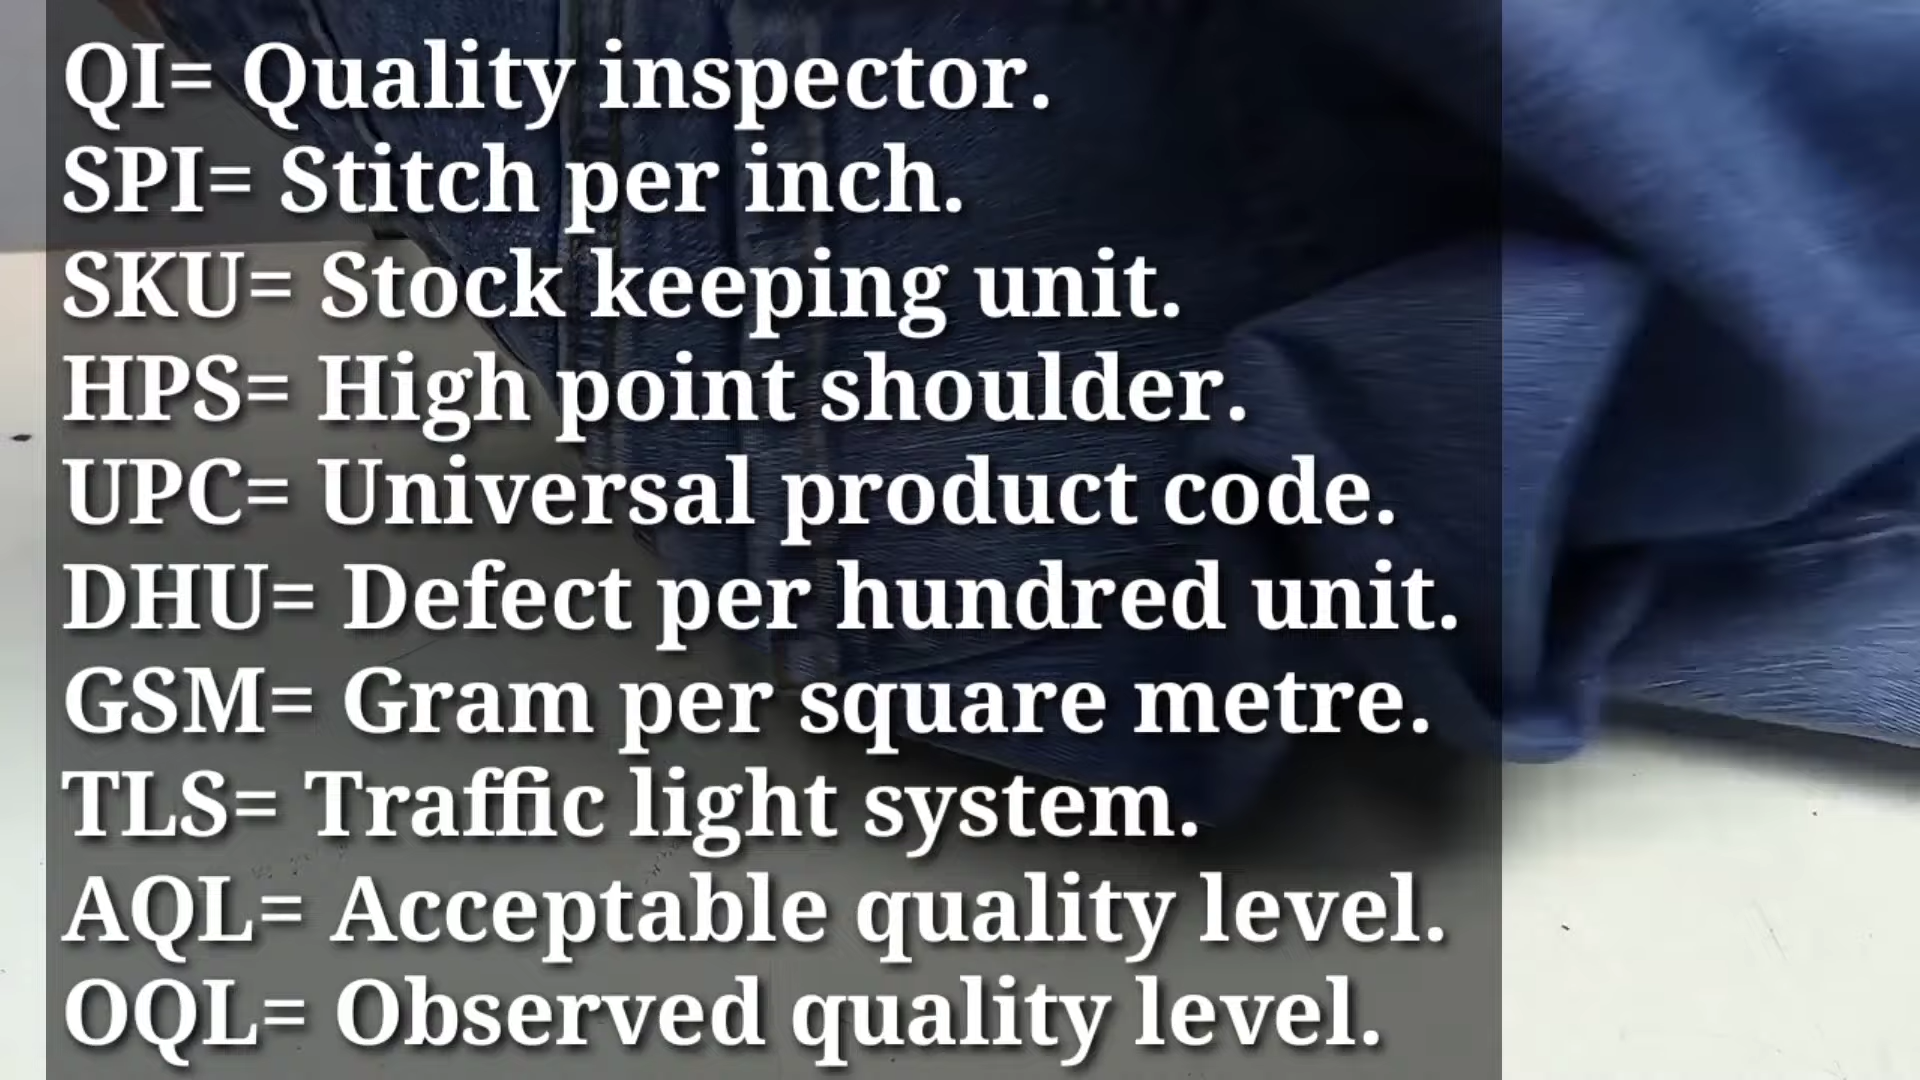 QI= Quality inspector.
SPI= Stitch per inch.
SKU= Stock keeping unit.
HPS= High point shoulder.
UPC= Universal product code.
DHU= Defect per hundred unit.
GSM= Gram per square metre.
TLS= Traffic light system.
AQL= Acceptable quality level.
OQL= Observed quality level.